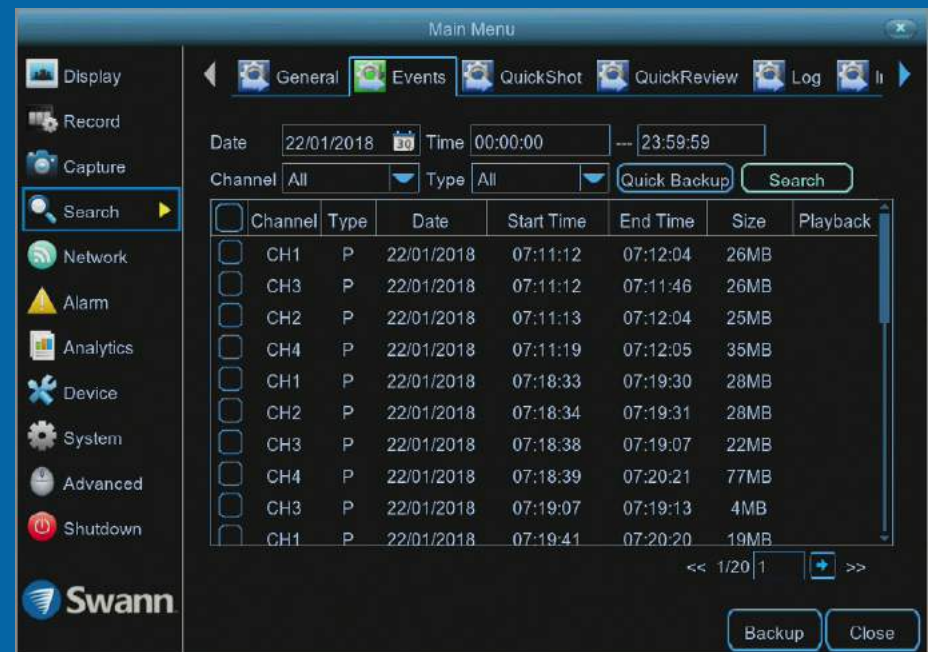 Main Menu
Display
Record
Capture
Search
Network
Alarm
Analytics
Device
System
Advanced
Shutdown
Swann
General Events QuickShot QuickReview Log
Date 22/01/2018 30 Time 00:00:00 --- 23:59:59
Channel All Type All Quick Backup Search
Channel Type Date Start Time End Time Size Playback
CH1 P 22/01/2018 07:11:12 07:12:04 26MB
CH3 P 22/01/2018 07:11:12 07:11:46 26MB
CH2 P 22/01/2018 07:11:13 07:12:04 25MB
CH4 P 22/01/2018 07:11:19 07:12:05 35MB
CH1 P 22/01/2018 07:18:33 07:19:30 28MB
CH2 P 22/01/2018 07:18:34 07:19:31 28MB
CH3 P 22/01/2018 07:18:38 07:19:07 22MB
CH4 P 22/01/2018 07:18:39 07:20:21 77MB
CH3 P 22/01/2018 07:19:07 07:19:13 4MB
CH1 P 22/01/2018 07:19:41 07:20:20 19MB
<< 1/20 1 >>
Backup Close